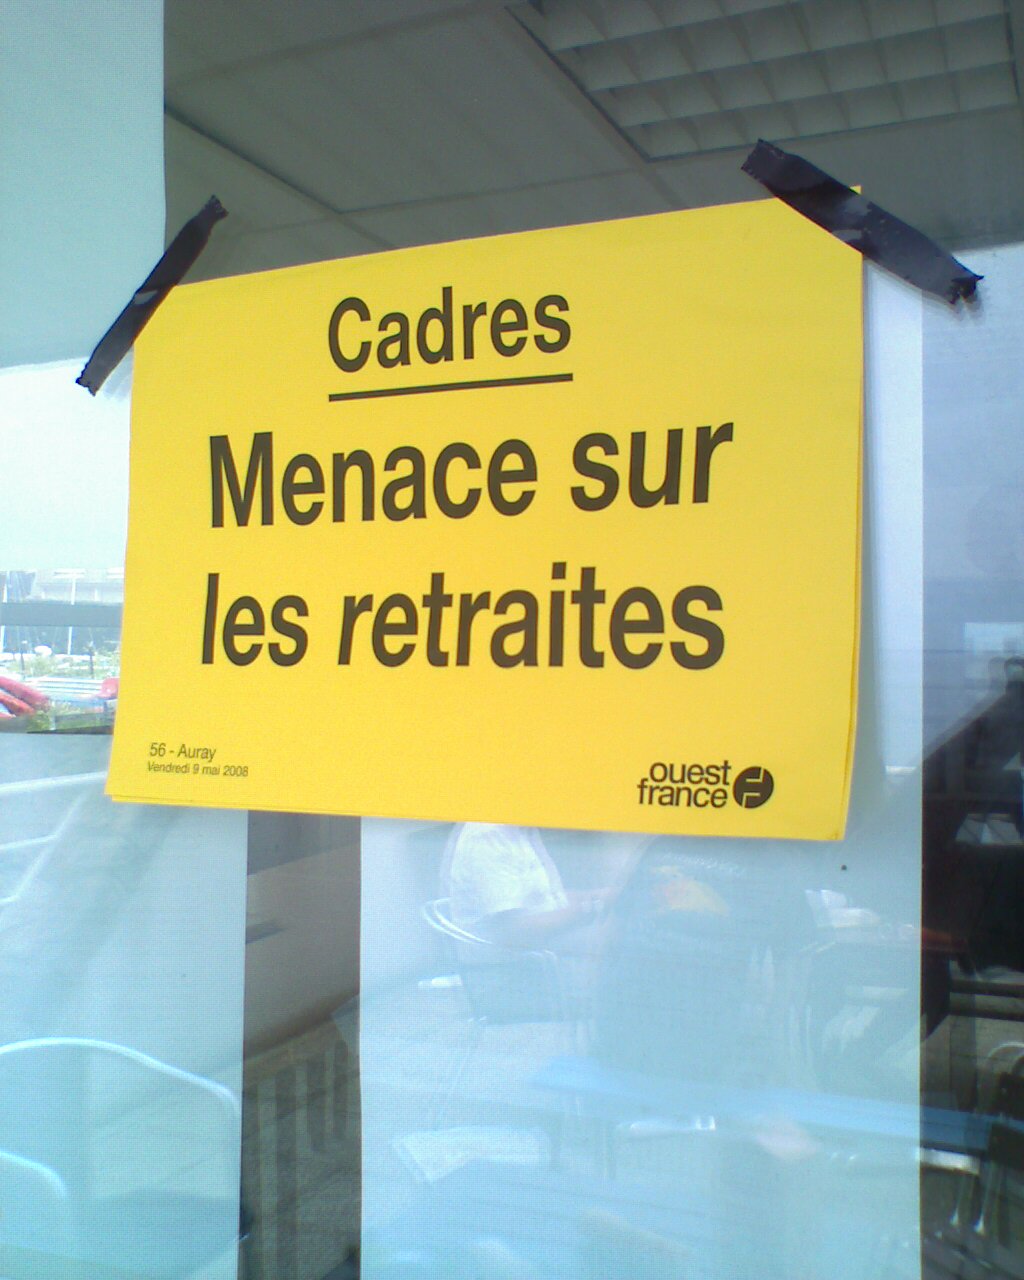 Cadres
Menace sur
les retraites
56 - Auray
Vendredi 9 mai 2008
ouest
france